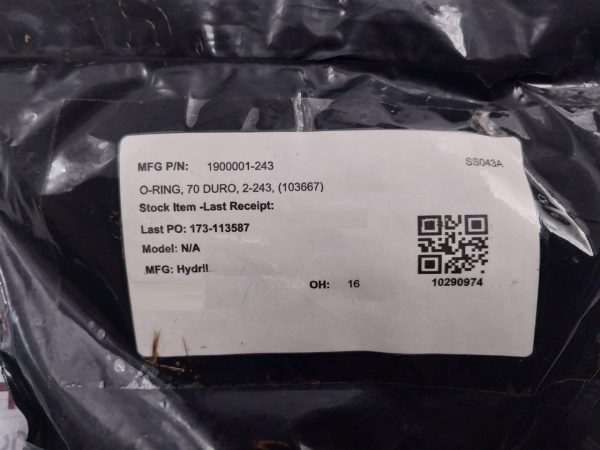 MFG P/N: 1900001-243 SS043A
O-RING, 70 DURO, 2-243, (103667)
Stock Item -Last Receipt:
Last PO: 173-113587
Model: N/A
MFG: Hydril
OH: 16
10290974